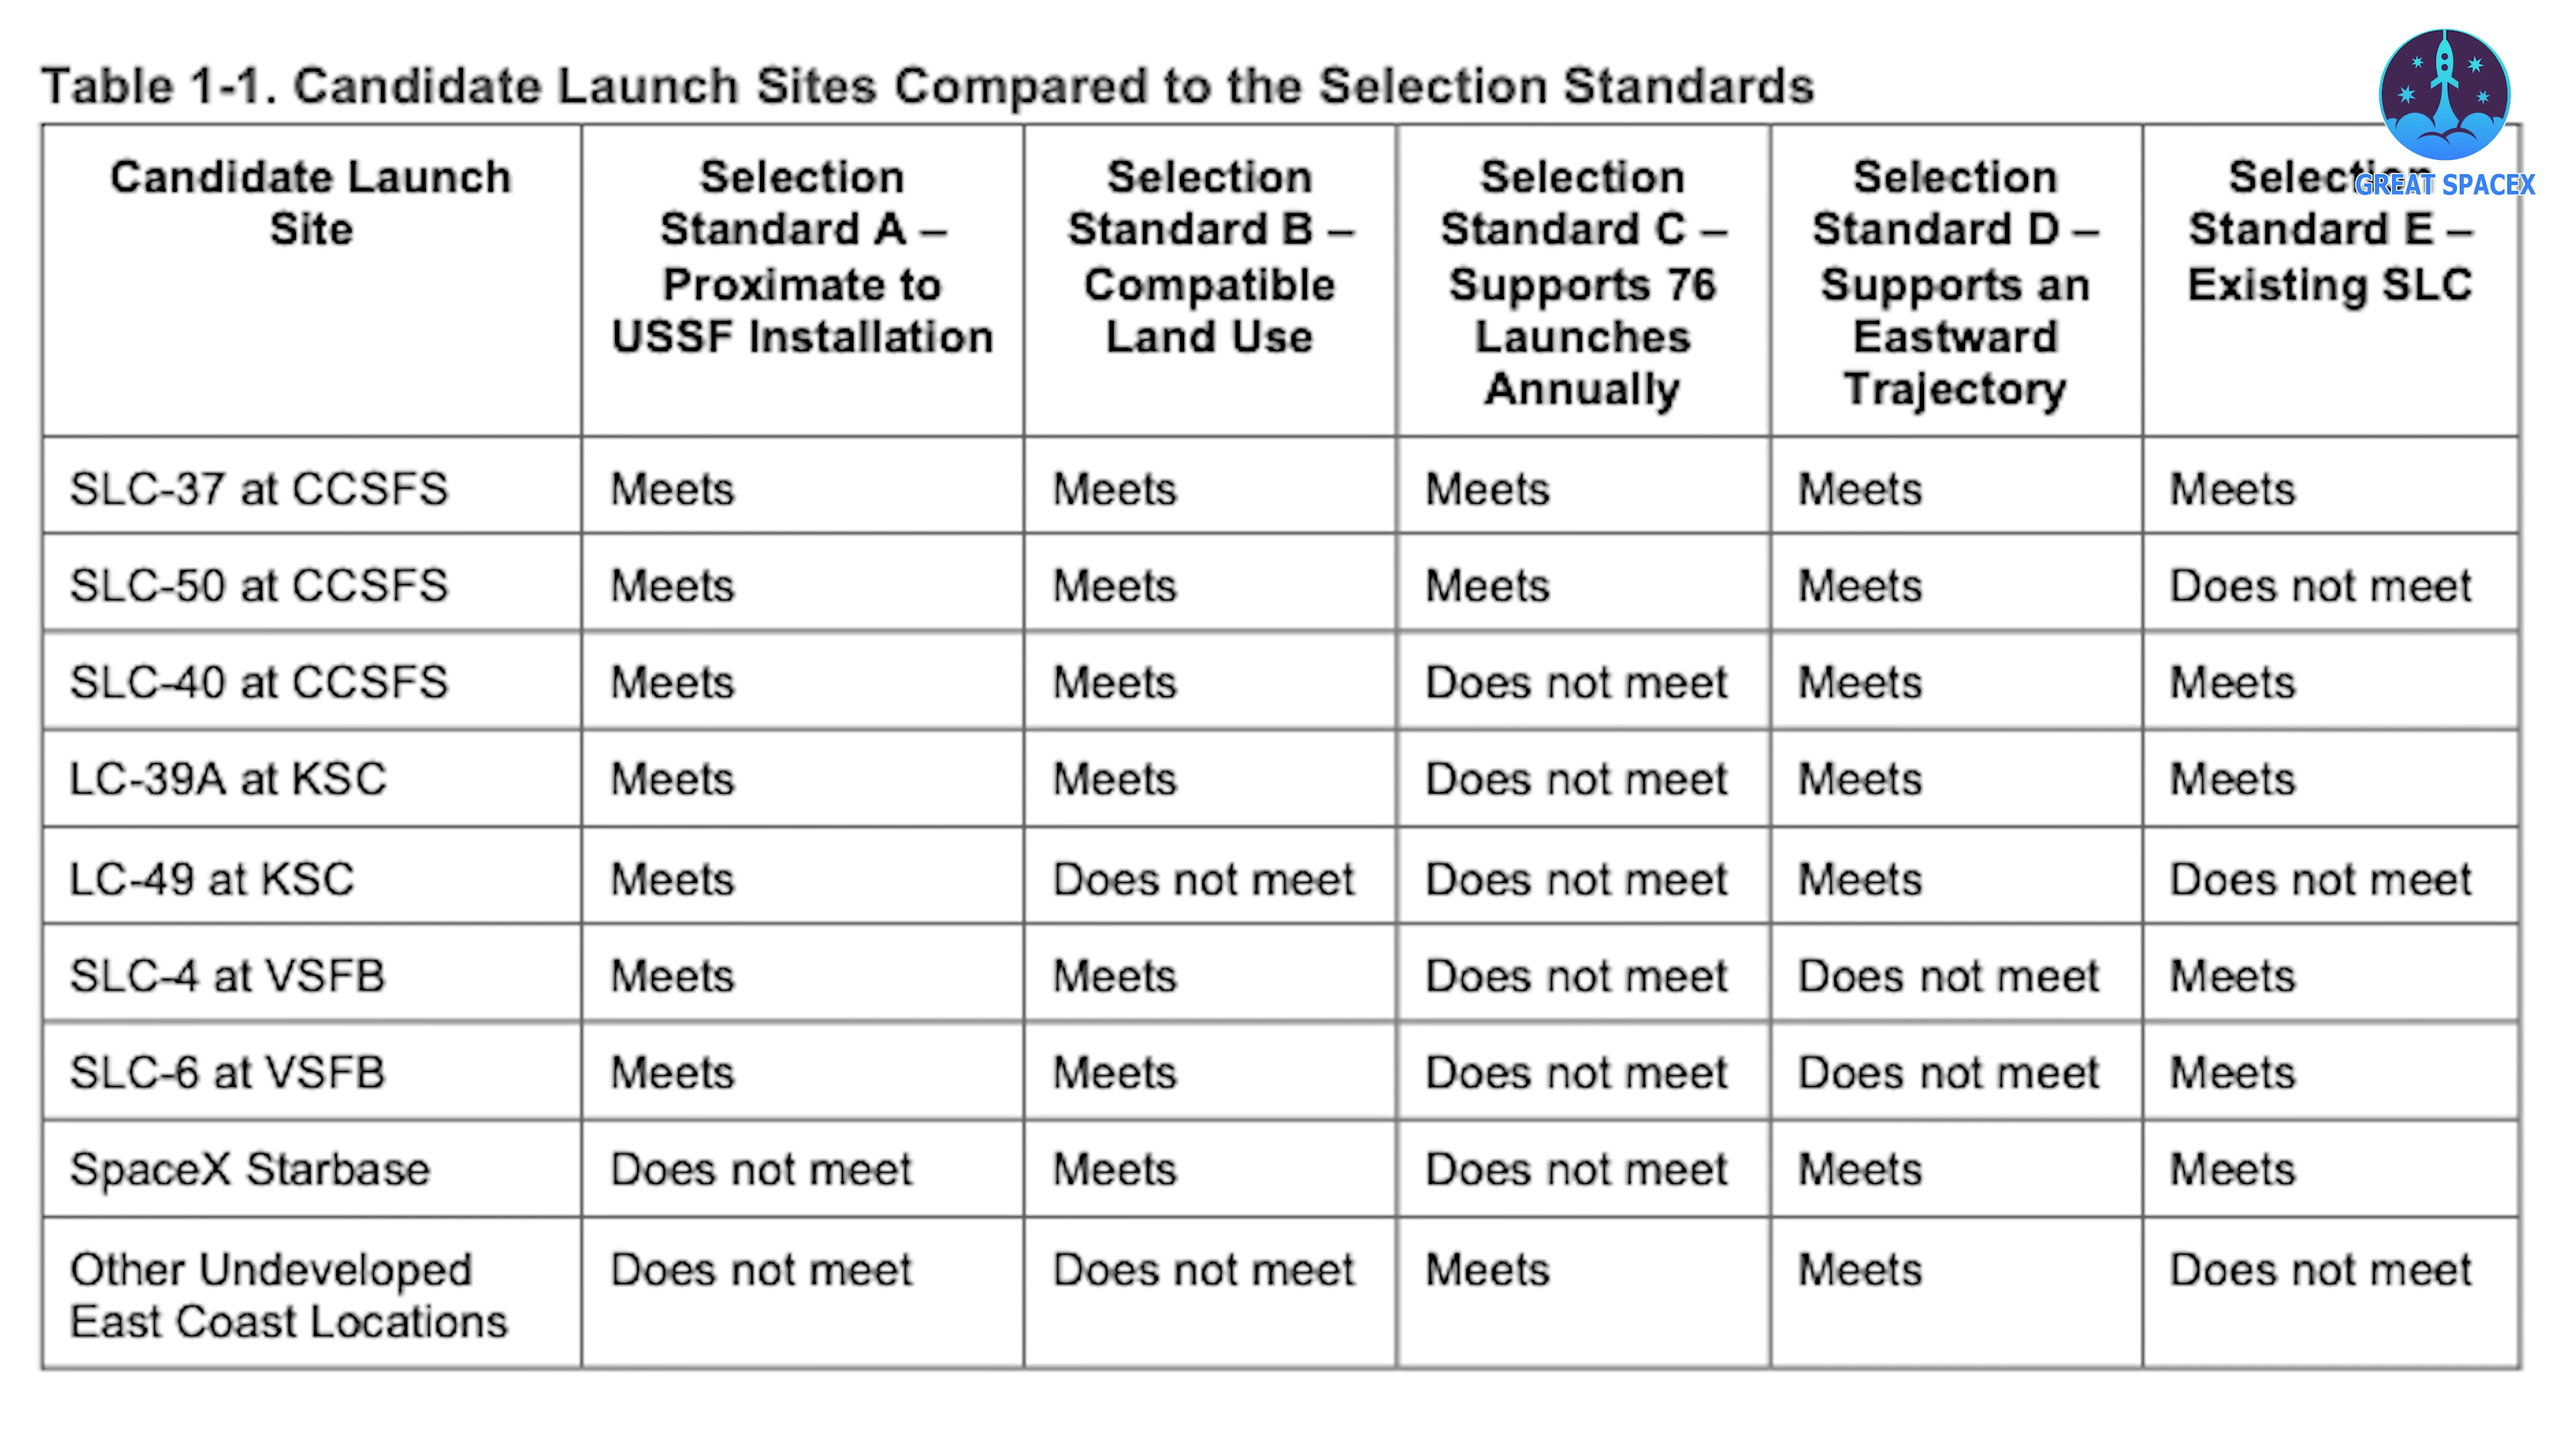 Table 1-1. Candidate Launch Sites Compared to the Selection Standards
GREAT SPACEX
Candidate Launch
Site
Selection
Standard A –
Proximate to
USSF Installation
Selection
Standard B –
Compatible
Land Use
Selection
Standard C –
Supports 76
Launches
Annually
Selection
Standard D –
Supports an
Eastward
Trajectory
Selection
Standard E –
Existing SLC
SLC-37 at CCSFS Meets Meets Meets Meets Meets
SLC-50 at CCSFS Meets Meets Meets Meets Does not meet
SLC-40 at CCSFS Meets Meets Does not meet Meets Meets
LC-39A at KSC Meets Meets Does not meet Meets Meets
LC-49 at KSC Meets Does not meet Does not meet Meets Does not meet
SLC-4 at VSFB Meets Meets Does not meet Does not meet Meets
SLC-6 at VSFB Meets Meets Does not meet Does not meet Meets
SpaceX Starbase Does not meet Meets Does not meet Meets Meets
Other Undeveloped
East Coast Locations
Does not meet Does not meet Meets Meets Does not meet